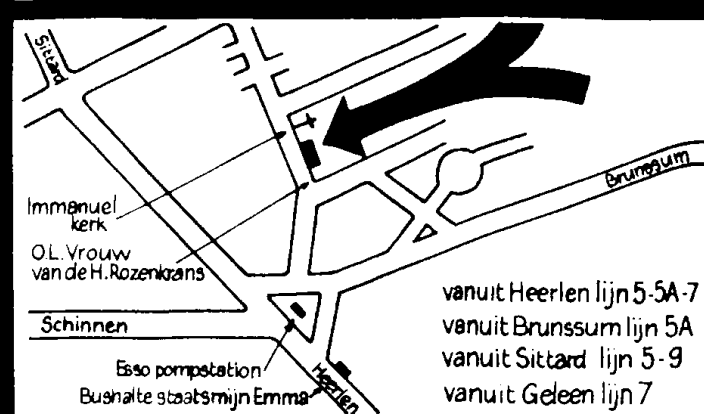 Sittard
Immanuel
kerk
O.L. Vrouw
van de H. Rozenkrans
Brunssum
Schinnen
Esso pompstation
Bushalte staatsmijn Emma
Heerlen
vanuit Heerlen lijn 5-5A-7
vanuit Brunssum lijn 5A
vanuit Sittard lijn 5-9
vanuit Geleen lijn 7